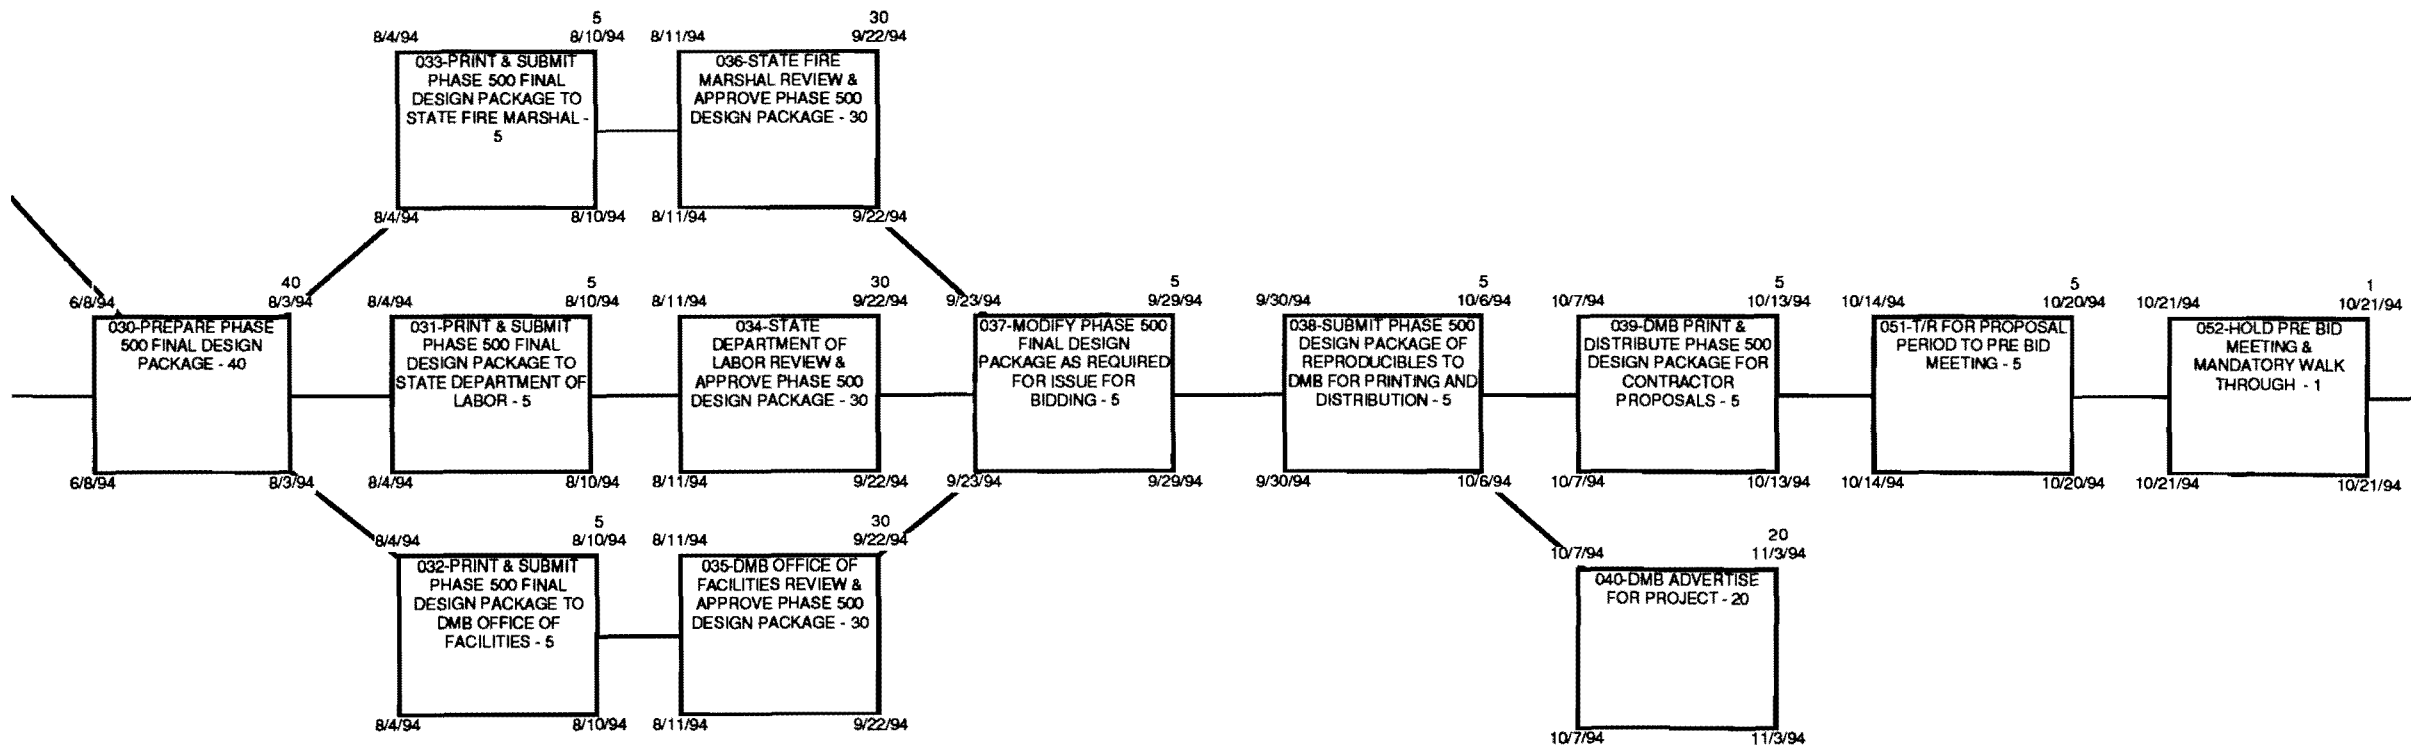 5
8/4/94 8/10/94
033-PRINT & SUBMIT
PHASE 500 FINAL
DESIGN PACKAGE TO
STATE FIRE MARSHAL -
5
8/4/94 8/10/94
30
8/11/94 9/22/94
036-STATE FIRE
MARSHAL REVIEW &
APPROVE PHASE 500
DESIGN PACKAGE - 30
8/11/94 9/22/94
40
6/8/94 8/3/94
030-PREPARE PHASE
500 FINAL DESIGN
PACKAGE - 40
6/8/94 8/3/94
5
8/4/94 8/10/94
031-PRINT & SUBMIT
PHASE 500 FINAL
DESIGN PACKAGE TO
STATE DEPARTMENT OF
LABOR - 5
8/4/94 8/10/94
30
8/11/94 9/22/94
034-STATE
DEPARTMENT OF
LABOR REVIEW &
APPROVE PHASE 500
DESIGN PACKAGE - 30
8/11/94 9/22/94
5
9/23/94 9/29/94
037-MODIFY PHASE 500
FINAL DESIGN
PACKAGE AS REQUIRED
FOR ISSUE FOR
BIDDING - 5
9/23/94 9/29/94
5
9/30/94 10/6/94
038-SUBMIT PHASE 500
DESIGN PACKAGE OF
REPRODUCIBLES TO
DMB FOR PRINTING AND
DISTRIBUTION - 5
9/30/94 10/6/94
5
10/7/94 10/13/94
039-DMB PRINT &
DISTRIBUTE PHASE 500
DESIGN PACKAGE FOR
CONTRACTOR
PROPOSALS - 5
10/7/94 10/13/94
5
10/14/94 10/20/94
051-T/R FOR PROPOSAL
PERIOD TO PRE BID
MEETING - 5
10/14/94 10/20/94
1
10/21/94 10/21/94
052-HOLD PRE BID
MEETING &
MANDATORY WALK
THROUGH - 1
10/21/94 10/21/94
5
8/4/94 8/10/94
032-PRINT & SUBMIT
PHASE 500 FINAL
DESIGN PACKAGE TO
DMB OFFICE OF
FACILITIES - 5
8/4/94 8/10/94
30
8/11/94 9/22/94
035-DMB OFFICE OF
FACILITIES REVIEW &
APPROVE PHASE 500
DESIGN PACKAGE - 30
8/11/94 9/22/94
20
10/7/94 11/3/94
040-DMB ADVERTISE
FOR PROJECT - 20
10/7/94 11/3/94